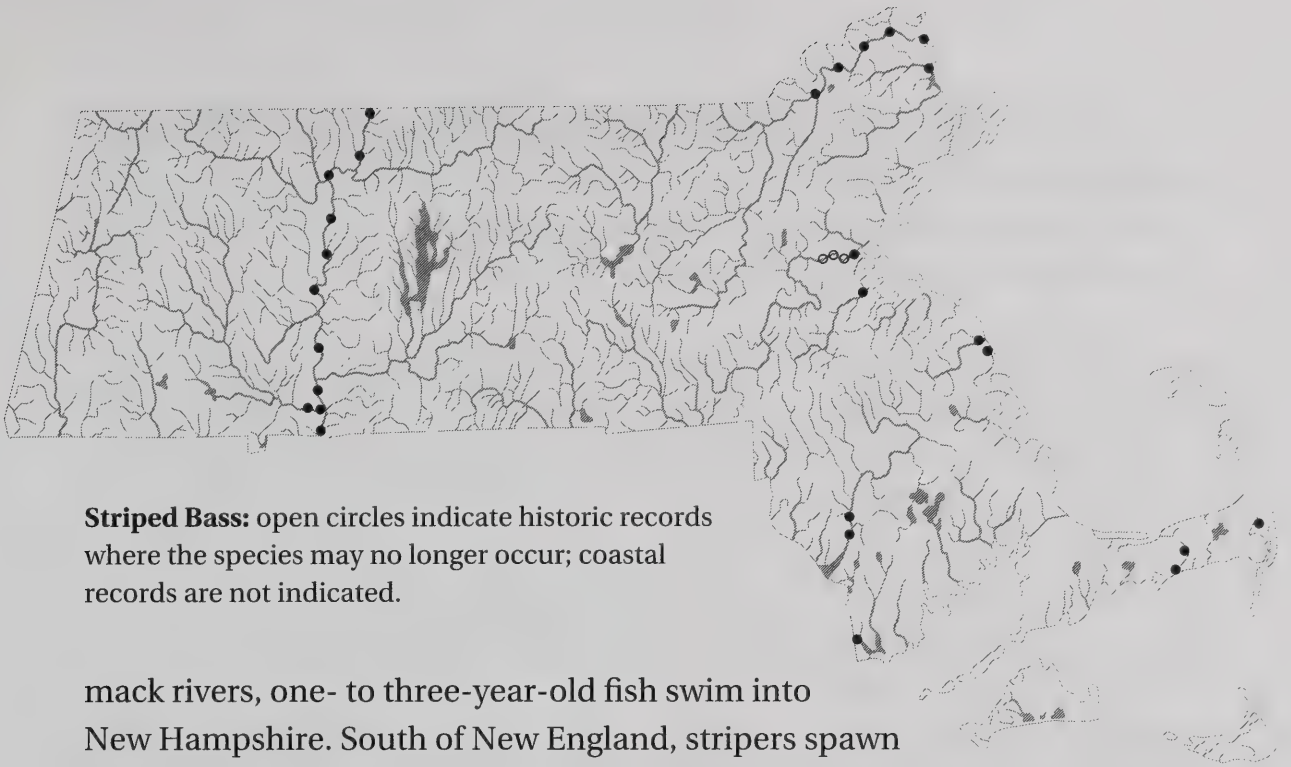 Striped Bass: open circles indicate historic records
where the species may no longer occur; coastal
records are not indicated.
mack rivers, one- to three-year-old fish swim into
New Hampshire. South of New England, stripers spawn